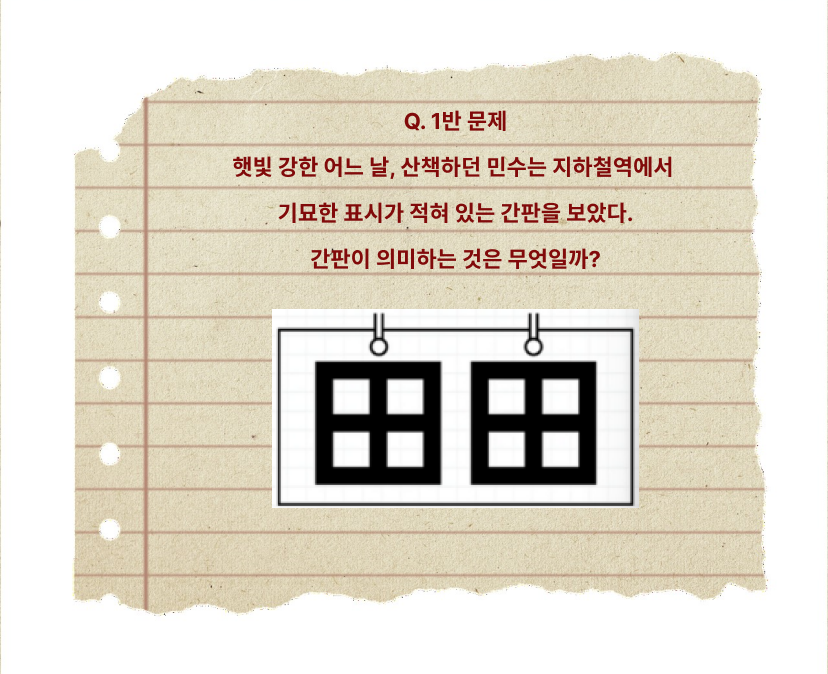 Q. 1반 문제
햇빛 강한 어느 날, 산책하던 민수는 지하철역에서
기묘한 표시가 적혀 있는 간판을 보았다.
간판이 의미하는 것은 무엇일까?